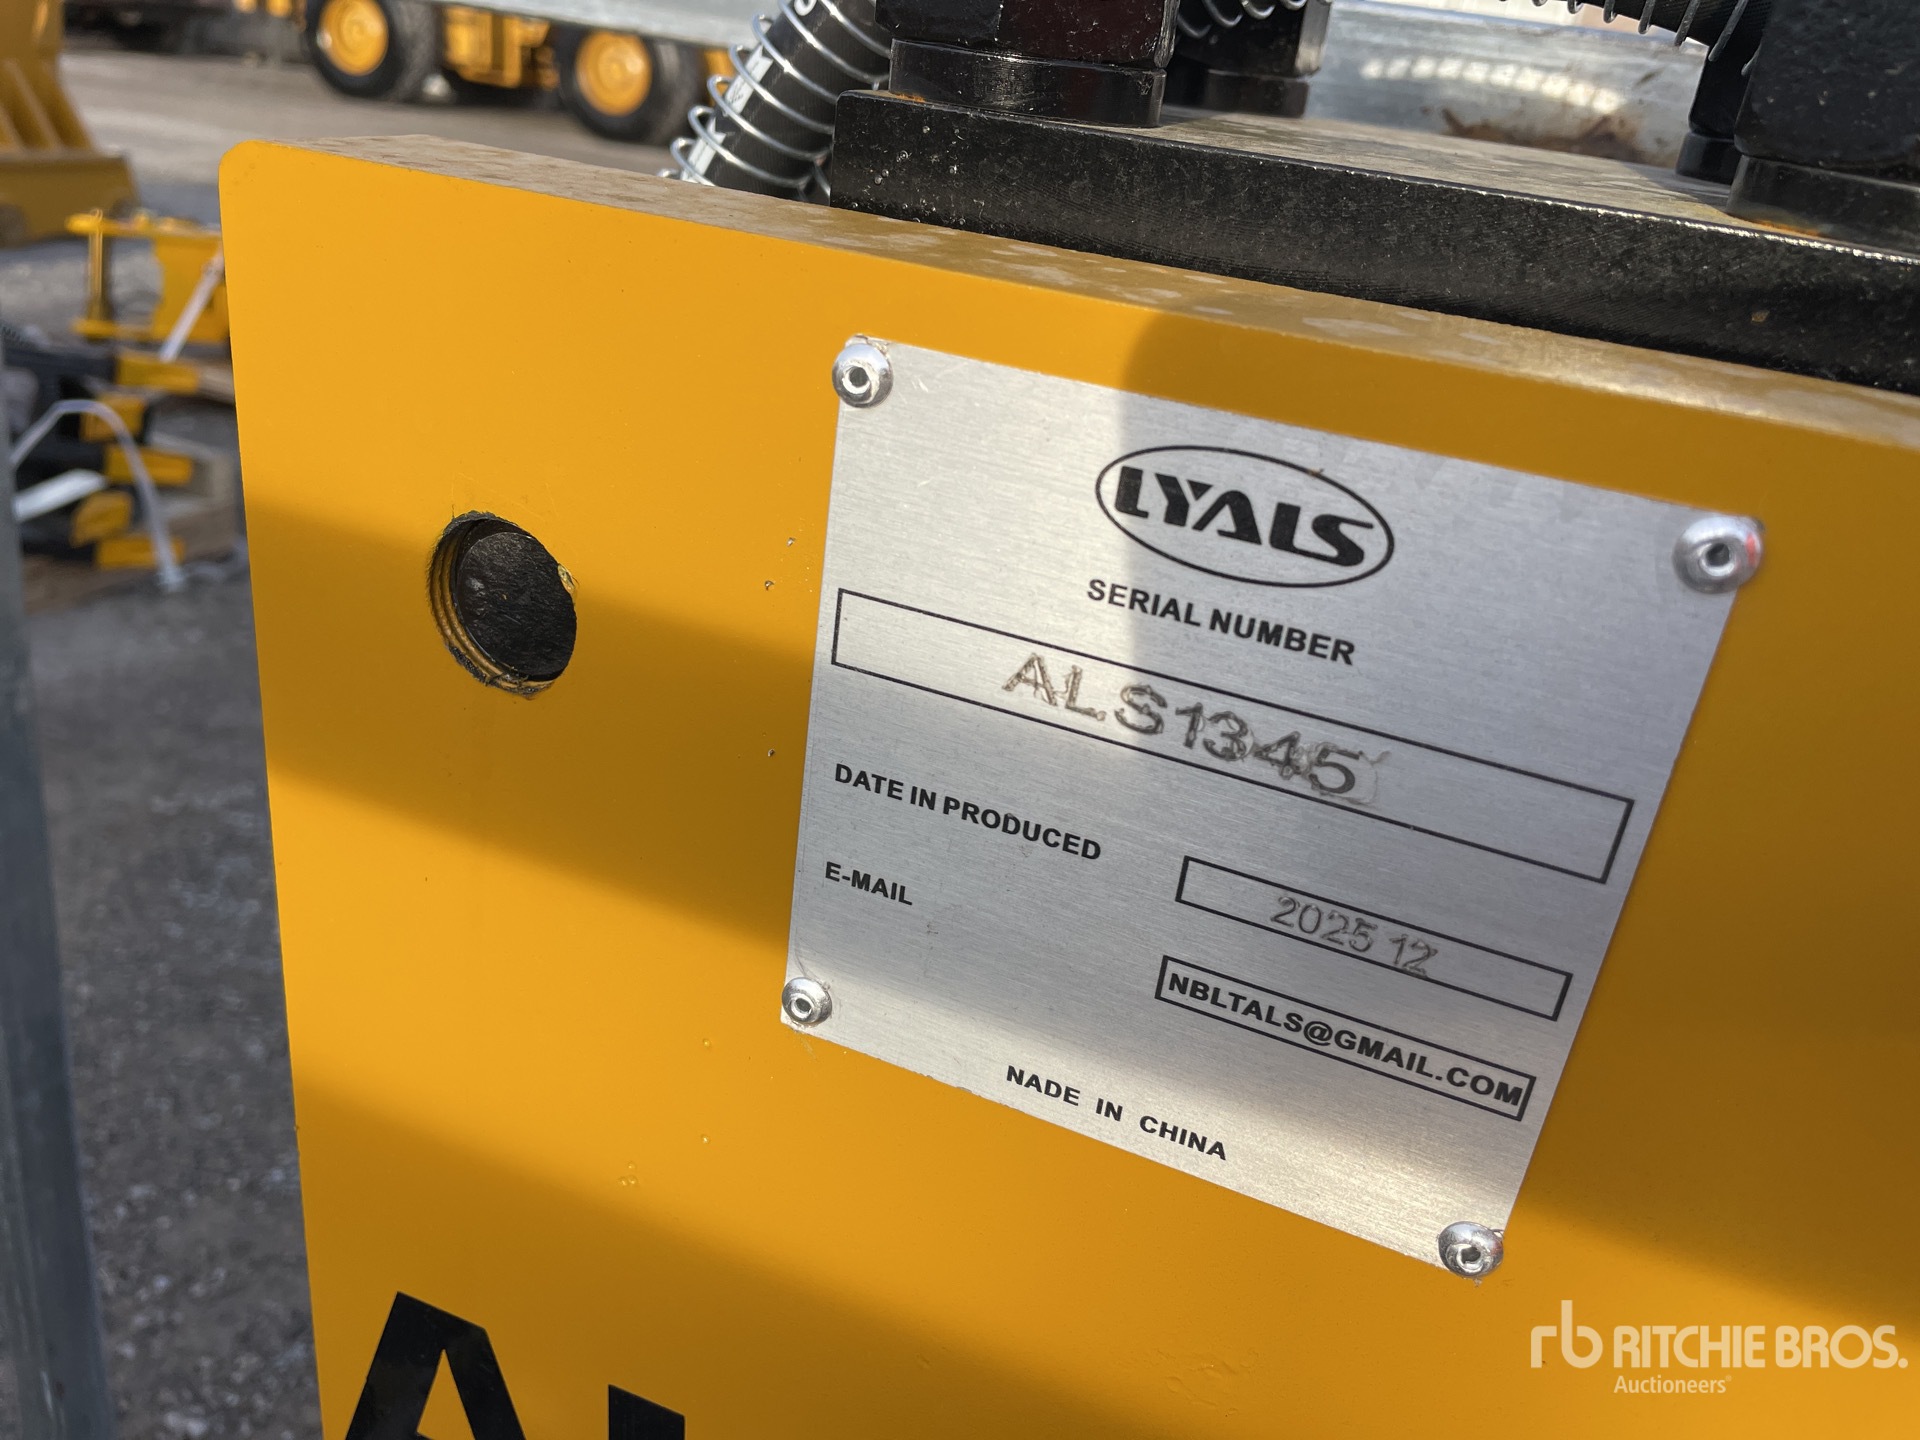 LYALS
SERIAL NUMBER
ALS1345
DATE IN PRODUCED
2025 12
E-MAIL
NBLTALS@GMAIL.COM
NADE IN CHINA
rb RITCHIE BROS.
Auctioneers